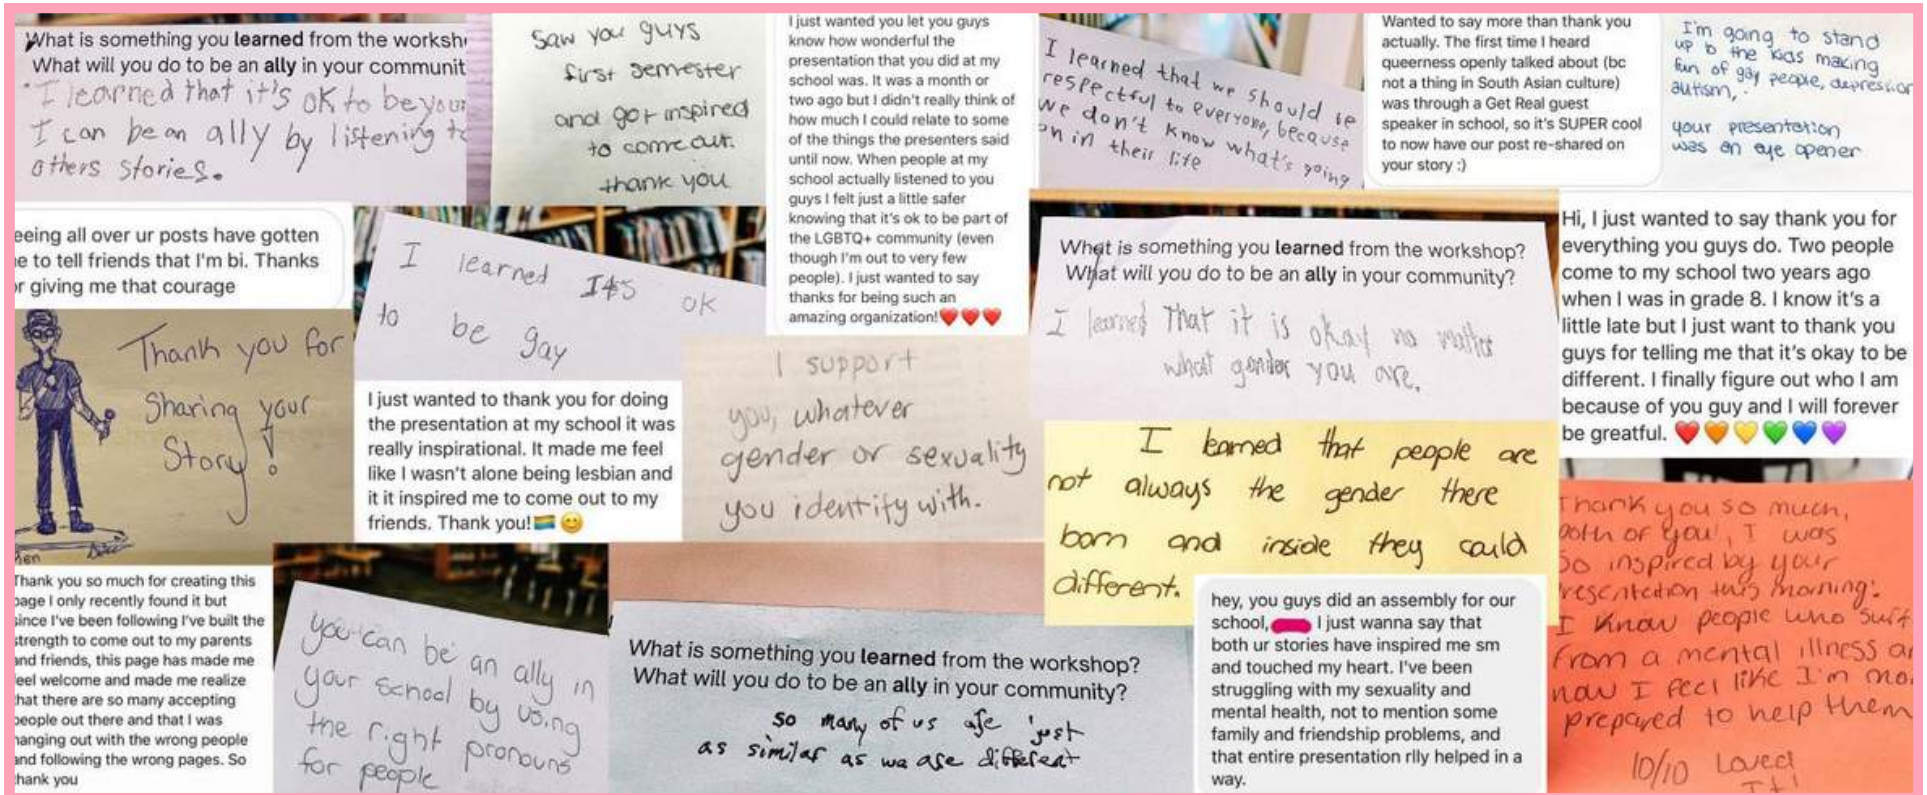 What is something you learned from the worksh
What will you do to be an ally in your communit
I learned that it's ok to be your
I can be an ally by listening to
others stories.
Saw you guys
first semester
and got inspired
to come out.
thank you
I just wanted you let you guys
know how wonderful the
presentation that you did at my
school was. It was a month or
two ago but I didn't really think of
how much I could relate to some
of the things the presenters said
until now. When people at my
school actually listened to you
guys I felt just a little safer
knowing that it's ok to be part of
the LGBTQ+ community (even
though I'm out to very few
people). I just wanted to say
thanks for being such an
amazing organization!❤️❤️❤️
I learned that we should be
respectful to everyone, because
we don't know what's going
on in their life
Wanted to say more than thank you
actually. The first time I heard
queerness openly talked about (bc
not a thing in South Asian culture)
was through a Get Real guest
speaker in school, so it's SUPER cool
to now have our post re-shared on
your story :)
I'm going to stand
up to the kids making
fun of gay people, depression
autism,
your presentation
was an eye opener
eeing all over ur posts have gotten
e to tell friends that I'm bi. Thanks
r giving me that courage
I learned It's ok
to be gay
What is something you learned from the workshop?
What will you do to be an ally in your community?
I learned that it is okay no matter
what gender you are.
Hi, I just wanted to say thank you for
everything you guys do. Two people
come to my school two years ago
when I was in grade 8. I know it's a
little late but I just want to thank you
guys for telling me that it's okay to be
different. I finally figure out who I am
because of you guy and I will forever
be greatful. ❤️🧡💛💚💙💜
Thank you for
Sharing your
Story!
I just wanted to thank you for doing
the presentation at my school it was
really inspirational. It made me feel
like I wasn't alone being lesbian and
it it inspired me to come out to my
friends. Thank you!🏳️‍🌈😊
I support
you, whatever
gender or sexuality
you identify with.
I learned that people are
not always the gender there
born and inside they could
different.
Thank you so much,
both of you, I was
So inspired by your
presentation this morning.
I know people who suff
from a mental illness an
now I feel like I'm mo
prepared to help them
10/10 Loved
It!
Thank you so much for creating this
page I only recently found it but
since I've been following I've built the
strength to come out to my parents
and friends, this page has made me
feel welcome and made me realize
that there are so many accepting
people out there and that I was
hanging out with the wrong people
and following the wrong pages. So
thank you
you can be an ally in
your school by using
the right pronouns
for people
What is something you learned from the workshop?
What will you do to be an ally in your community?
so many of us are just
as similar as we are different
hey, you guys did an assembly for our
school, I just wanna say that
both ur stories have inspired me sm
and touched my heart. I've been
struggling with my sexuality and
mental health, not to mention some
family and friendship problems, and
that entire presentation rlly helped in a
way.